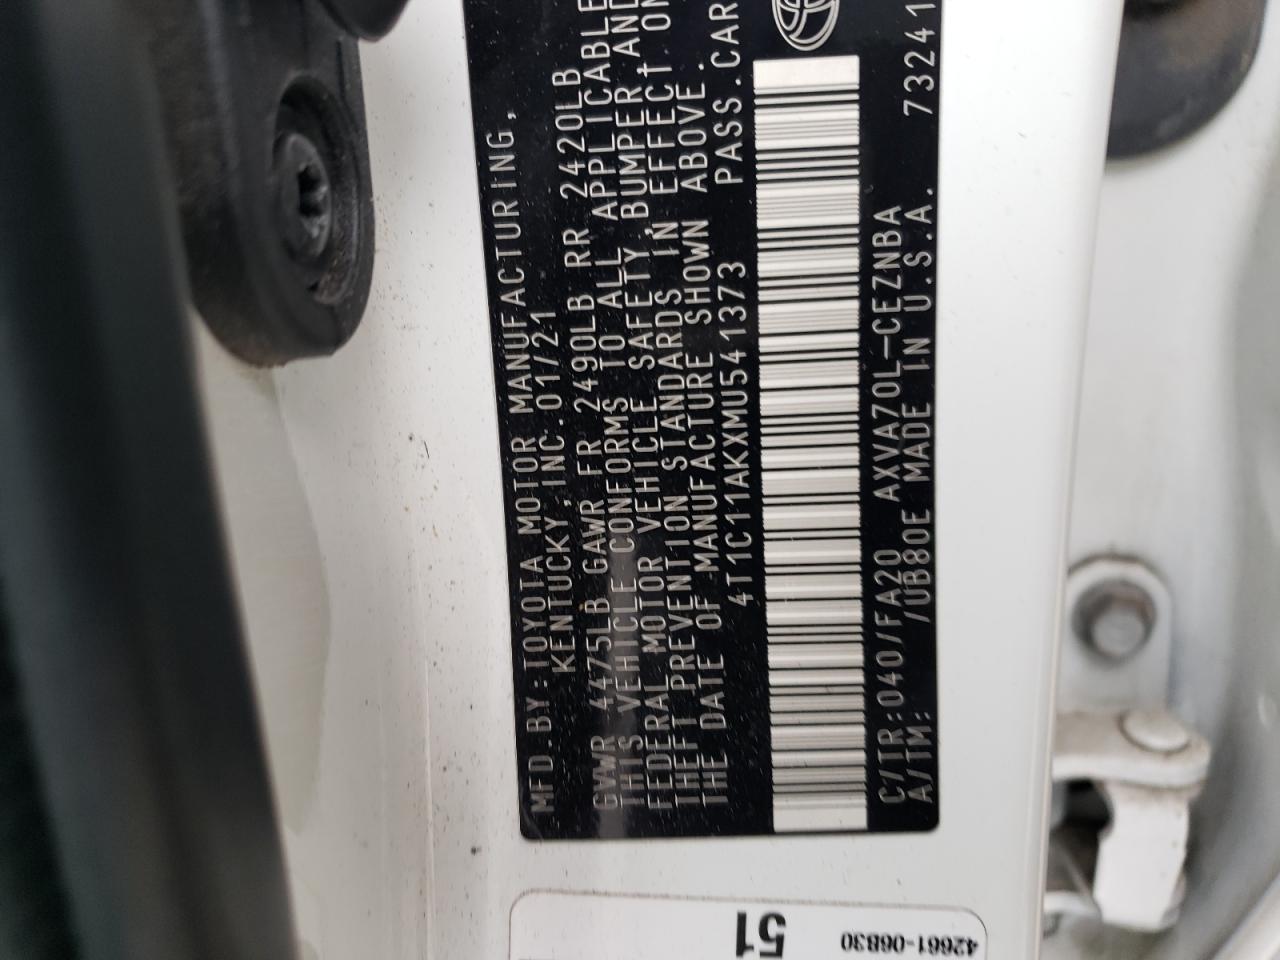 MFD.BY:TOYOTA MOTOR MANUFACTURING,
KENTUCKY,INC.01/21
GVWR 4475LB GAWR FR 2490LB RR 2420LB
THIS VEHICLE CONFORMS TO ALL APPLICABLE
FEDERAL MOTOR VEHICLE SAFETY,BUMPER,AND
THEFT PREVENTION STANDARDS IN EFFECT ON
THE DATE OF MANUFACTURE SHOWN ABOVE.
4T1C11AKXMU541373 PASS.CAR
C/TR:040/FA20 AXVA70L-CEZNBA
A/TM: /UB80E MADE IN U.S.A. 73241
51
42661-06B30